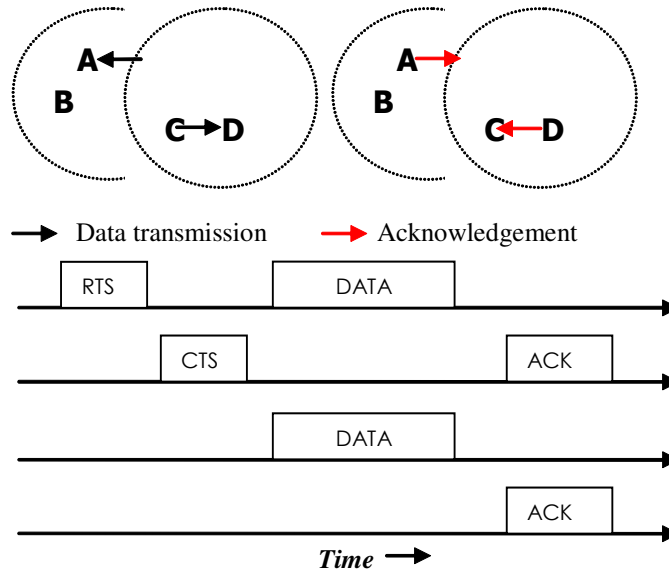 A A
B B
C D C D
Data transmission Acknowledgement
RTS DATA
CTS ACK
DATA
ACK
Time